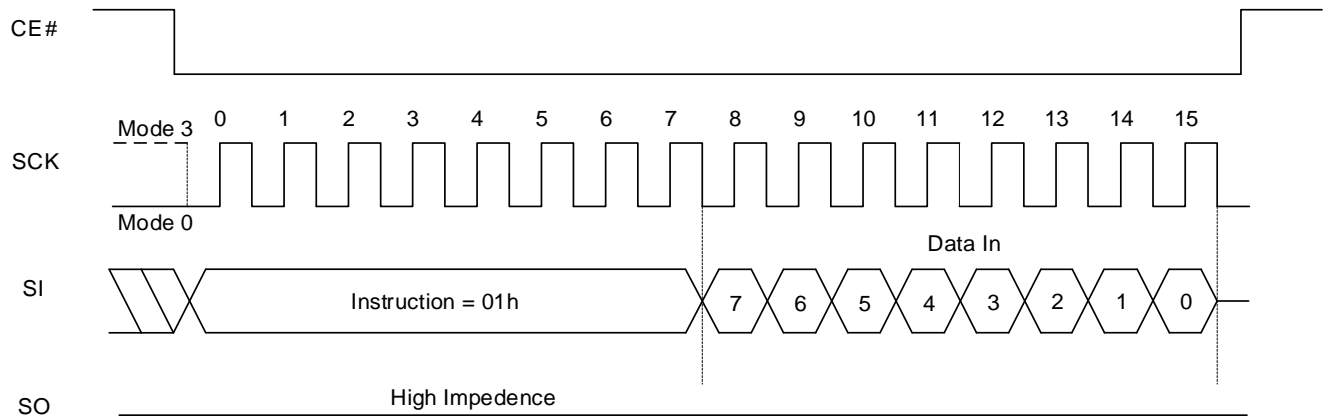 CE#
0 1 2 3 4 5 6 7 8 9 10 11 12 13 14 15
Mode 3
SCK
Mode 0
Data In
SI
Instruction = 01h
7 6 5 4 3 2 1 0
High Impedence
SO